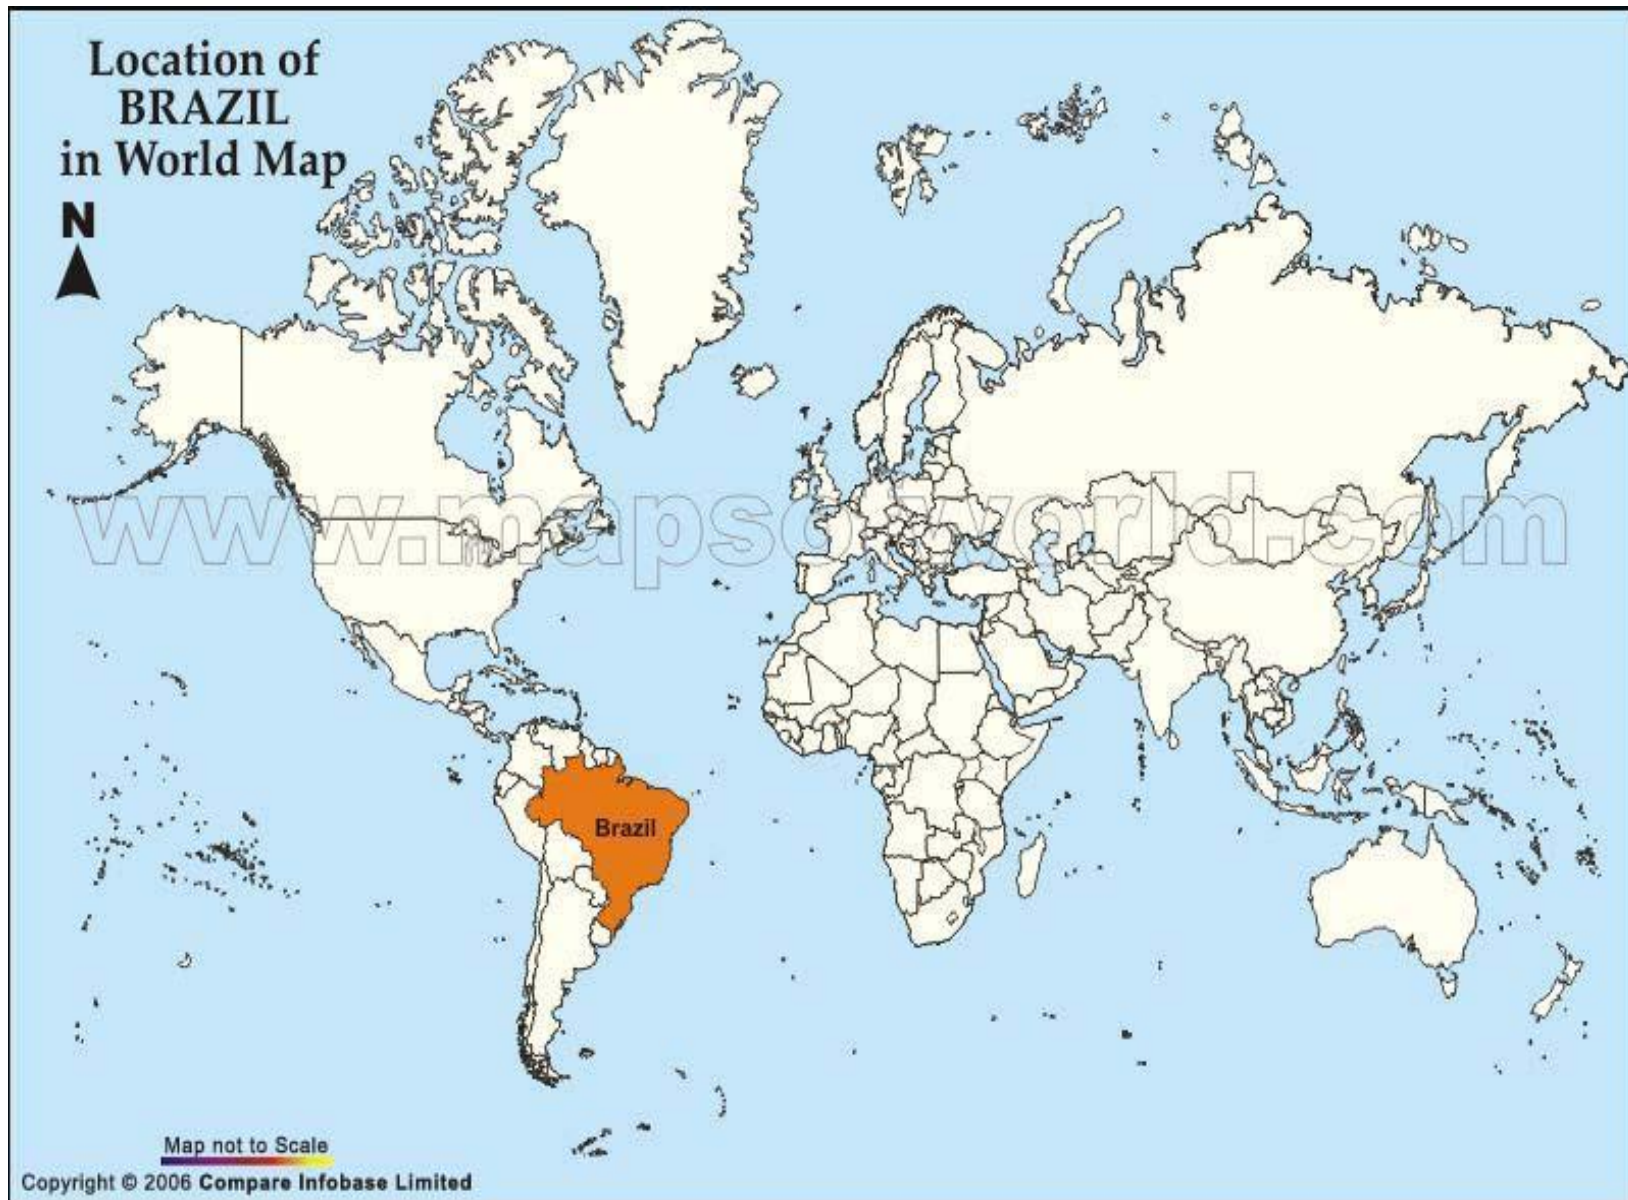 Location of
BRAZIL
in World Map
N
www.mapsofworld.com
Brazil
Map not to Scale
Copyright © 2006 Compare Infobase Limited